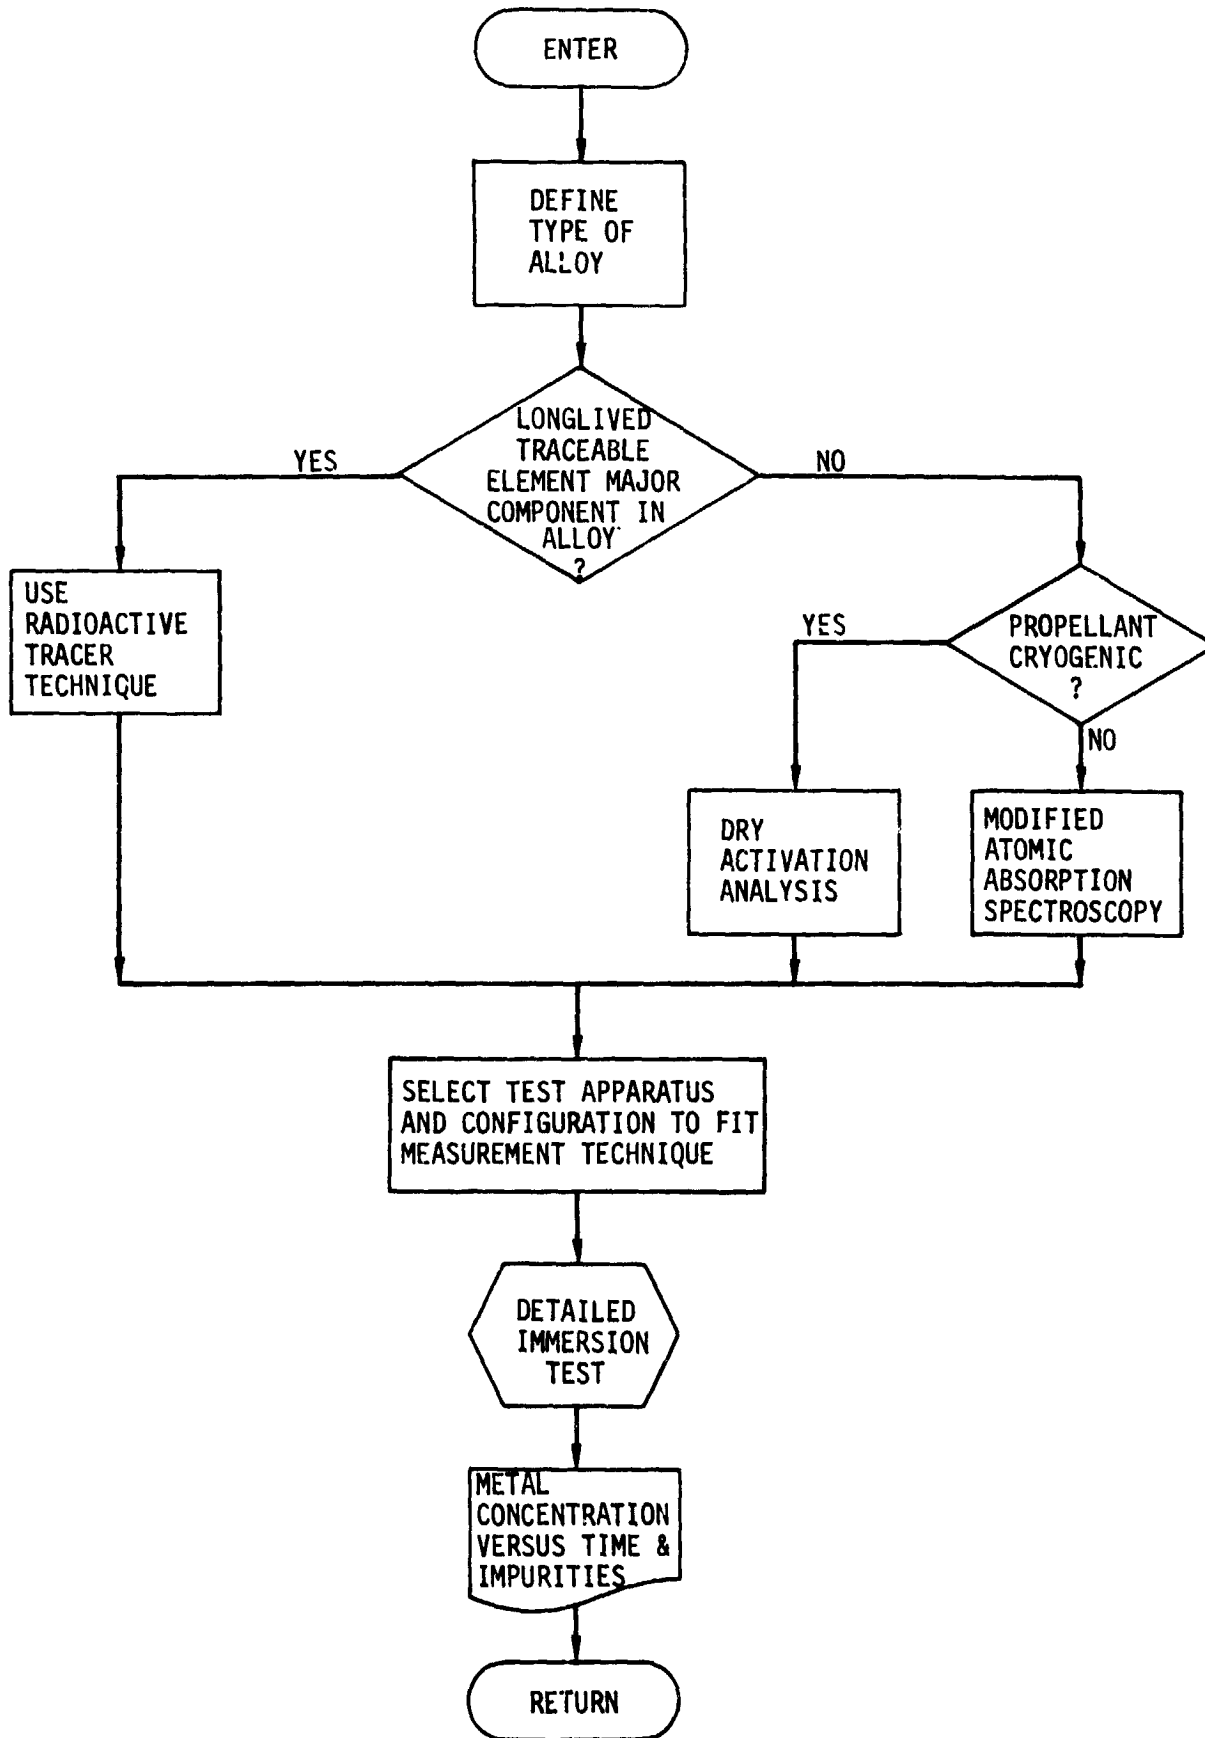 ENTER
DEFINE
TYPE OF
ALLOY
LONGLIVED
TRACEABLE
ELEMENT MAJOR
COMPONENT IN
ALLOY
?
YES
NO
USE
RADIOACTIVE
TRACER
TECHNIQUE
PROPELLANT
CRYOGENIC
?
YES
NO
DRY
ACTIVATION
ANALYSIS
MODIFIED
ATOMIC
ABSORPTION
SPECTROSCOPY
SELECT TEST APPARATUS
AND CONFIGURATION TO FIT
MEASUREMENT TECHNIQUE
DETAILED
IMMERSION
TEST
METAL
CONCENTRATION
VERSUS TIME &
IMPURITIES
RETURN